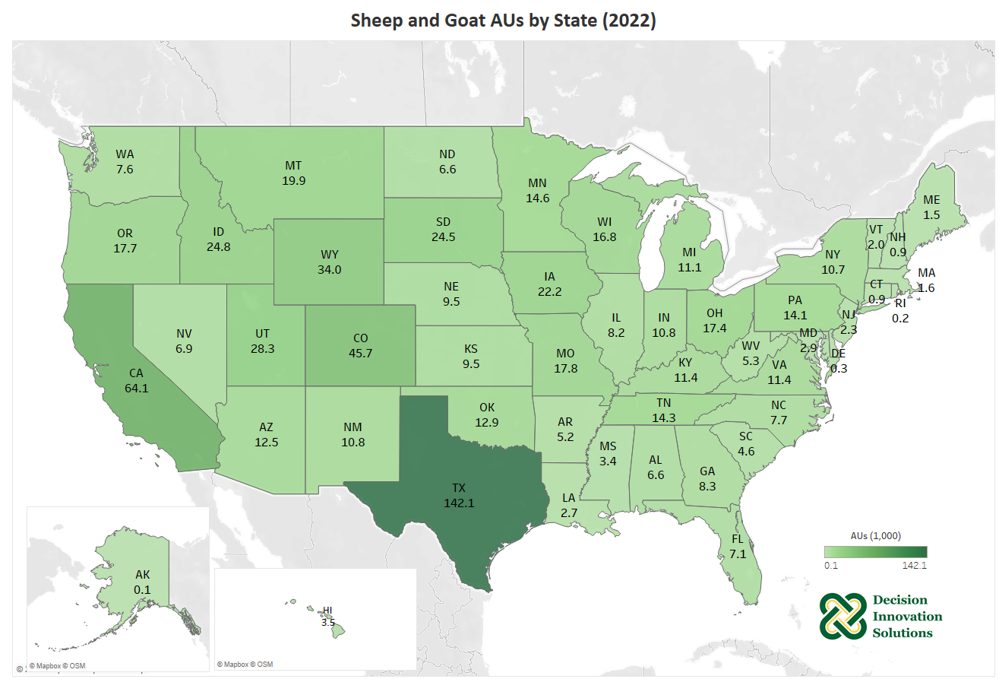 Sheep and Goat AUs by State (2022)
WA
7.6
MT
19.9
ND
6.6
MN
14.6
ME
1.5
OR
17.7
ID
24.8
SD
24.5
WI
16.8
VT
2.0
NH
0.9
WY
34.0
MI
11.1
NY
10.7
MA
1.6
IA
22.2
NE
9.5
CT
0.9
RI
0.2
PA
14.1
NJ
2.3
IL
8.2
IN
10.8
OH
17.4
NV
6.9
UT
28.3
CO
45.7
KS
9.5
MO
17.8
MD
2.9
DE
0.3
WV
5.3
VA
11.4
KY
11.4
CA
64.1
OK
12.9
TN
14.3
NC
7.7
AZ
12.5
NM
10.8
AR
5.2
SC
4.6
MS
3.4
AL
6.6
GA
8.3
TX
142.1
LA
2.7
FL
7.1
AUs (1,000)
0.1 142.1
AK
0.1
HI
3.5
Decision
Innovation
Solutions
© Mapbox © OSM
© Mapbox © OSM
©